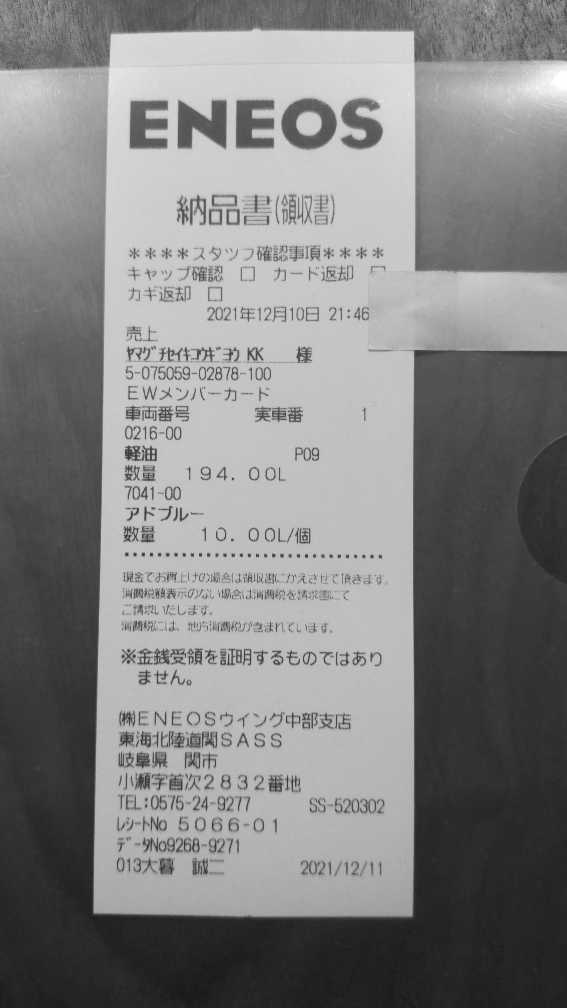 ENEOS
納品書(領収書)
****スタツフ確認事項****
キャップ確認 □ カード返却 □
カギ返却 □
2021年12月10日 21:46
売上
ﾔﾏｸﾞﾁｾｲｷｺｳｷﾞﾖｳ KK 様
5-075059-02878-100
EWメンバーカード
車両番号 実車番 1
0216-00
軽油 P09
数量 194.00L
7041-00
アドブルー
数量 10.00L/個
現金でお買上げの場合は領収書にかえさせて頂きます。
消費税額表示のない場合は消費税を請求書にて
ご請求いたします。
消費税には、地方消費税が含まれています。
※金銭受領を証明するものではあり
ません。
㈱ENEOSウイング中部支店
東海北陸道関SASS
岐阜県 関市
小瀬字首次2832番地
TEL:0575-24-9277 SS-520302
ﾚｼｰﾄNo 5066-01
ﾃﾞｰﾀNo9268-9271
013大暮 誠二 2021/12/11